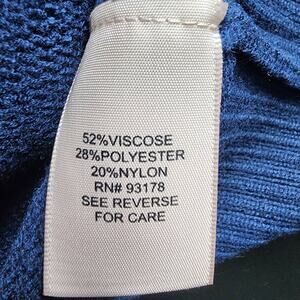 52%VISCOSE
28%POLYESTER
20%NYLON
RN# 93178
SEE REVERSE
FOR CARE